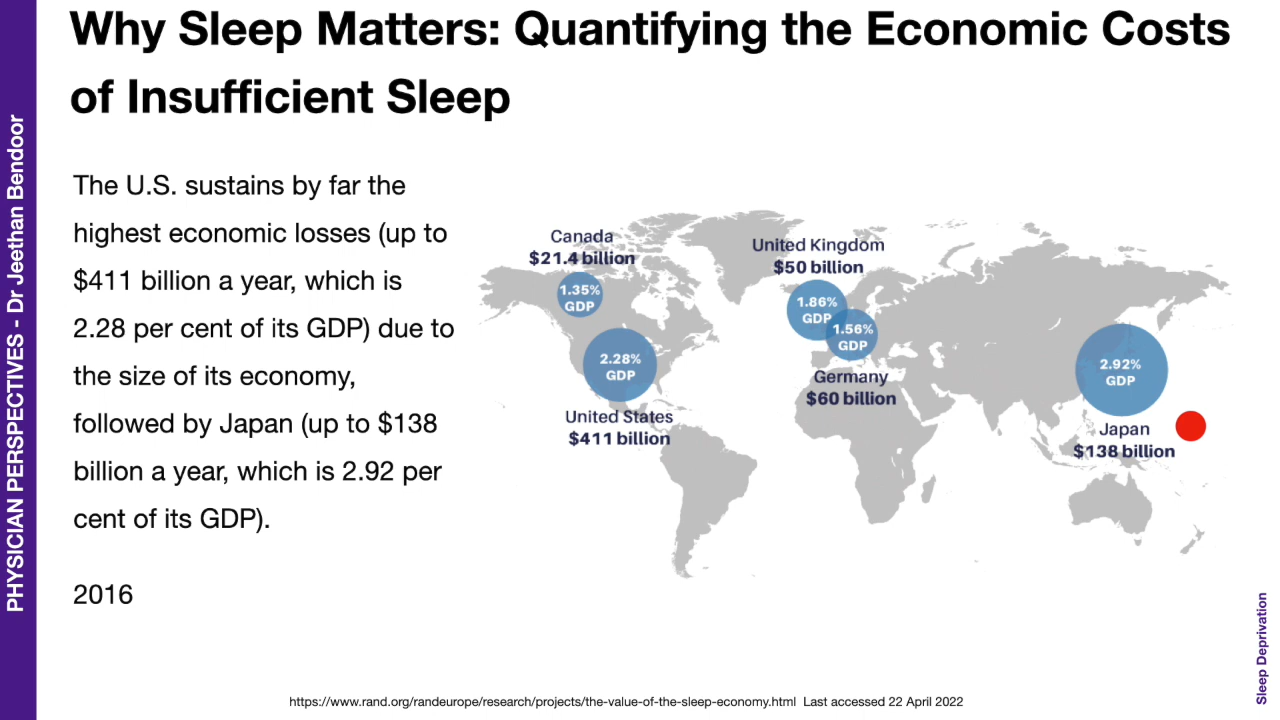 PHYSICIAN PERSPECTIVES - Dr Jeethan Bendoor
Why Sleep Matters: Quantifying the Economic Costs
of Insufficient Sleep
The U.S. sustains by far the
highest economic losses (up to
$411 billion a year, which is
2.28 per cent of its GDP) due to
the size of its economy,
followed by Japan (up to $138
billion a year, which is 2.92 per
cent of its GDP).
2016
Canada
$21.4 billion
1.35%
GDP
2.28%
GDP
United States
$411 billion
United Kingdom
$50 billion
1.86%
GDP
1.56%
GDP
Germany
$60 billion
2.92%
GDP
Japan
$138 billion
https://www.rand.org/randeurope/research/projects/the-value-of-the-sleep-economy.html Last accessed 22 April 2022
Sleep Deprivation